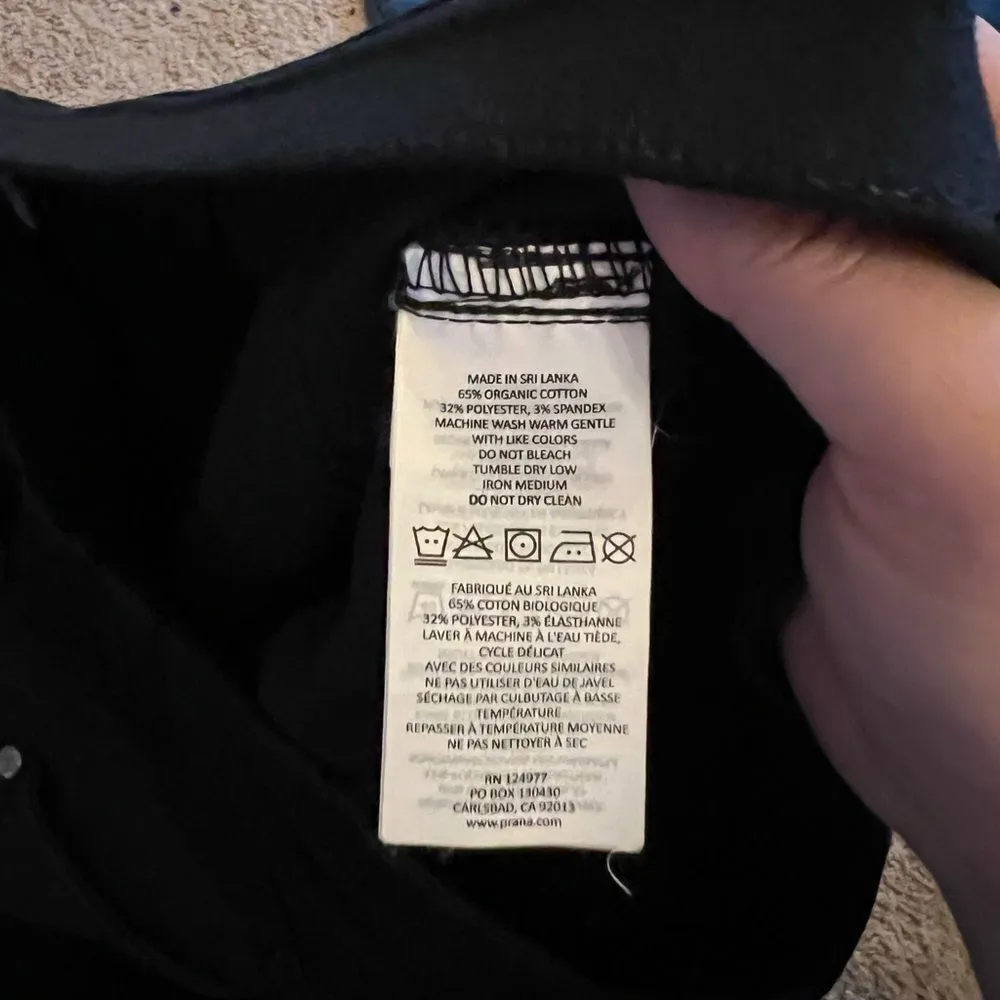 MADE IN SRI LANKA
65% ORGANIC COTTON
32% POLYESTER, 3% SPANDEX
MACHINE WASH WARM GENTLE
WITH LIKE COLORS
DO NOT BLEACH
TUMBLE DRY LOW
IRON MEDIUM
DO NOT DRY CLEAN
FABRIQUÉ AU SRI LANKA
65% COTON BIOLOGIQUE
32% POLYESTER, 3% ÉLASTHANNE
LAVER À MACHINE À L'EAU TIÈDE,
CYCLE DÉLICAT
AVEC DES COULEURS SIMILAIRES
NE PAS UTILISER D'EAU DE JAVEL
SÉCHAGE PAR CULBUTAGE À BASSE
TEMPÉRATURE
REPASSER À TEMPÉRATURE MOYENNE
NE PAS NETTOYER À SEC
RN 124977
PO BOX 130430
CARLSBAD, CA 92013
www.prana.com